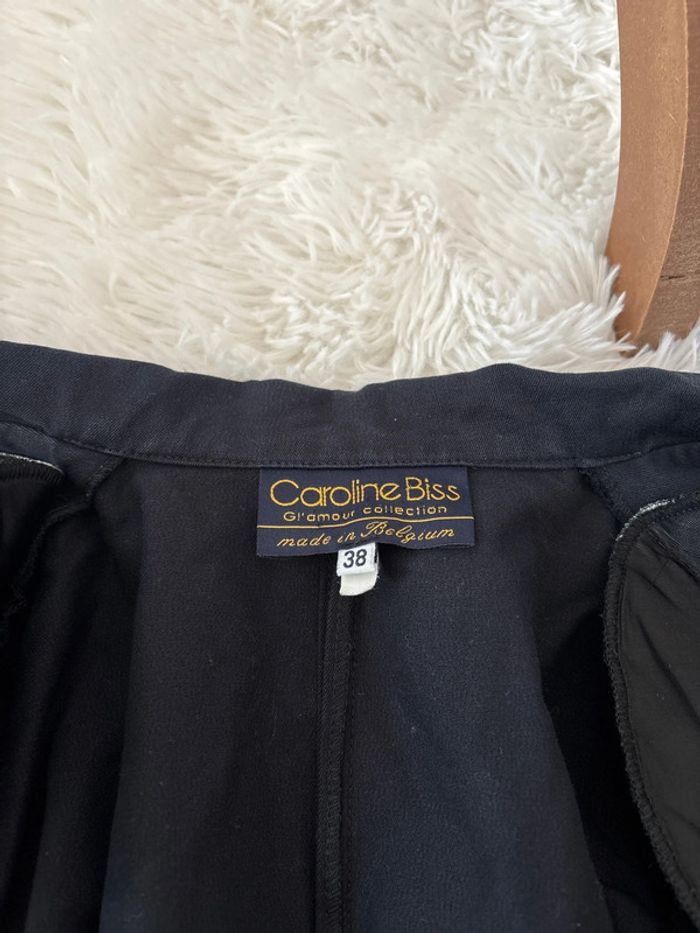 Caroline Biss
Gl'amour collection
made in Belgium
38